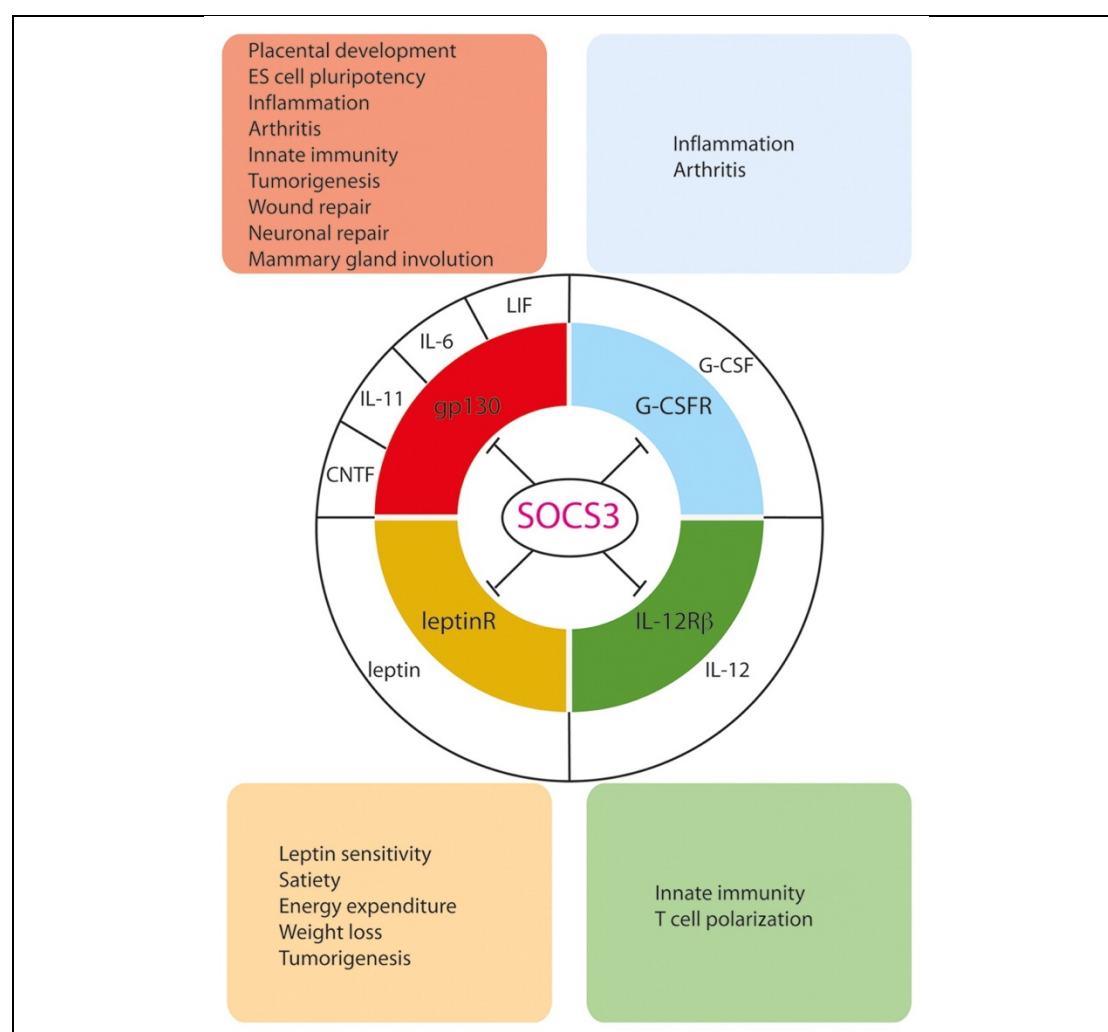 Placental development
ES cell pluripotency
Inflammation
Arthritis
Innate immunity
Tumorigenesis
Wound repair
Neuronal repair
Mammary gland involution
Inflammation
Arthritis
LIF
IL-6
IL-11
CNTF
gp130
G-CSF
G-CSFR
SOCS3
leptinR
leptin
IL-12Rβ
IL-12
Leptin sensitivity
Satiety
Energy expenditure
Weight loss
Tumorigenesis
Innate immunity
T cell polarization